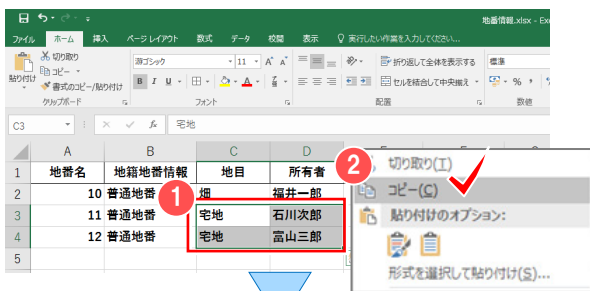 地番情報.xlsx - Exc
ファイル ホーム 挿入 ページ レイアウト 数式 データ 校閲 表示 実行したい作業を入力してください...
貼り付け 切り取り コピー 書式のコピー/貼り付け
游ゴシック 11 A A
B I U A
折り返して全体を表示する
セルを結合して中央揃え
標準
% ,
クリップボード フォント 配置 数値
C3 fx 宅地
A B C D
1 地番名 地籍地番情報 地目 所有者
2 10 普通地番 畑 福井一郎
3 11 普通地番 宅地 石川次郎
4 12 普通地番 宅地 富山三郎
5
1
2
切り取り(T)
コピー(C)
貼り付けのオプション:
形式を選択して貼り付け(S)...